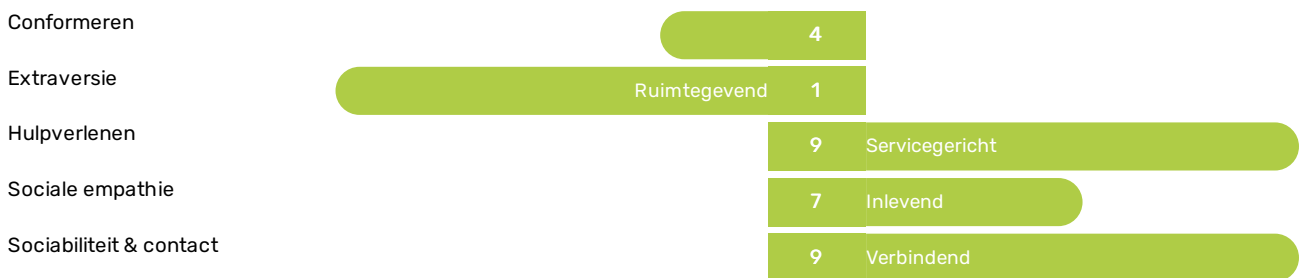 Conformeren 4
Extraversie Ruimtegevend 1
Hulpverlenen 9 Servicegericht
Sociale empathie 7 Inlevend
Sociabiliteit & contact 9 Verbindend